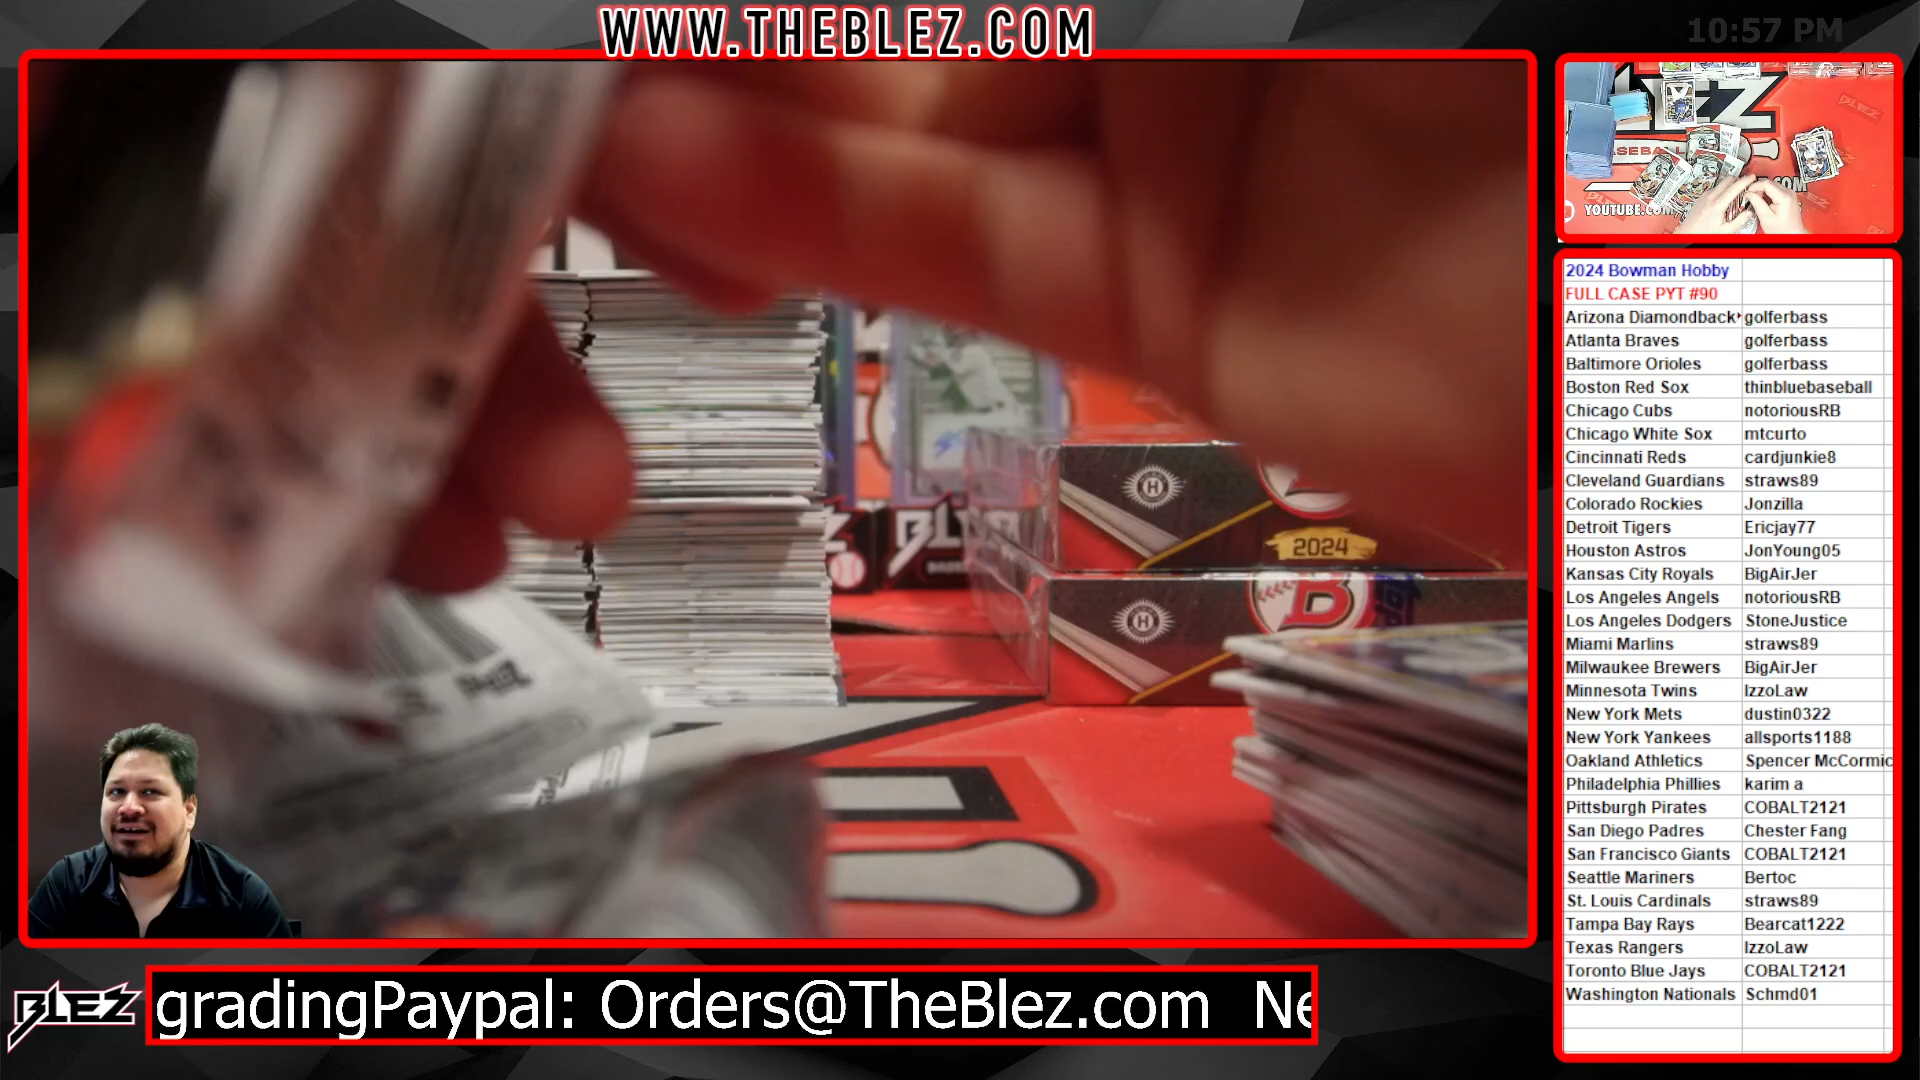 WWW.THEBLEZ.COM
10:57 PM
YOUTUBE.COM
2024 Bowman Hobby
FULL CASE PYT #90
Arizona Diamondback golferbass
Atlanta Braves golferbass
Baltimore Orioles golferbass
Boston Red Sox thinbluebaseball
Chicago Cubs notoriousRB
Chicago White Sox mtcurto
Cincinnati Reds cardjunkie8
Cleveland Guardians straws89
Colorado Rockies Jonzilla
Detroit Tigers Ericjay77
Houston Astros JonYoung05
Kansas City Royals BigAirJer
Los Angeles Angels notoriousRB
Los Angeles Dodgers StoneJustice
Miami Marlins straws89
Milwaukee Brewers BigAirJer
Minnesota Twins IzzoLaw
New York Mets dustin0322
New York Yankees allsports1188
Oakland Athletics Spencer McCormic
Philadelphia Phillies karim a
Pittsburgh Pirates COBALT2121
San Diego Padres Chester Fang
San Francisco Giants COBALT2121
Seattle Mariners Bertoc
St. Louis Cardinals straws89
Tampa Bay Rays Bearcat1222
Texas Rangers IzzoLaw
Toronto Blue Jays COBALT2121
Washington Nationals Schmd01
H
2024
H
B
BLEZ
gradingPaypal: Orders@TheBlez.com Ne